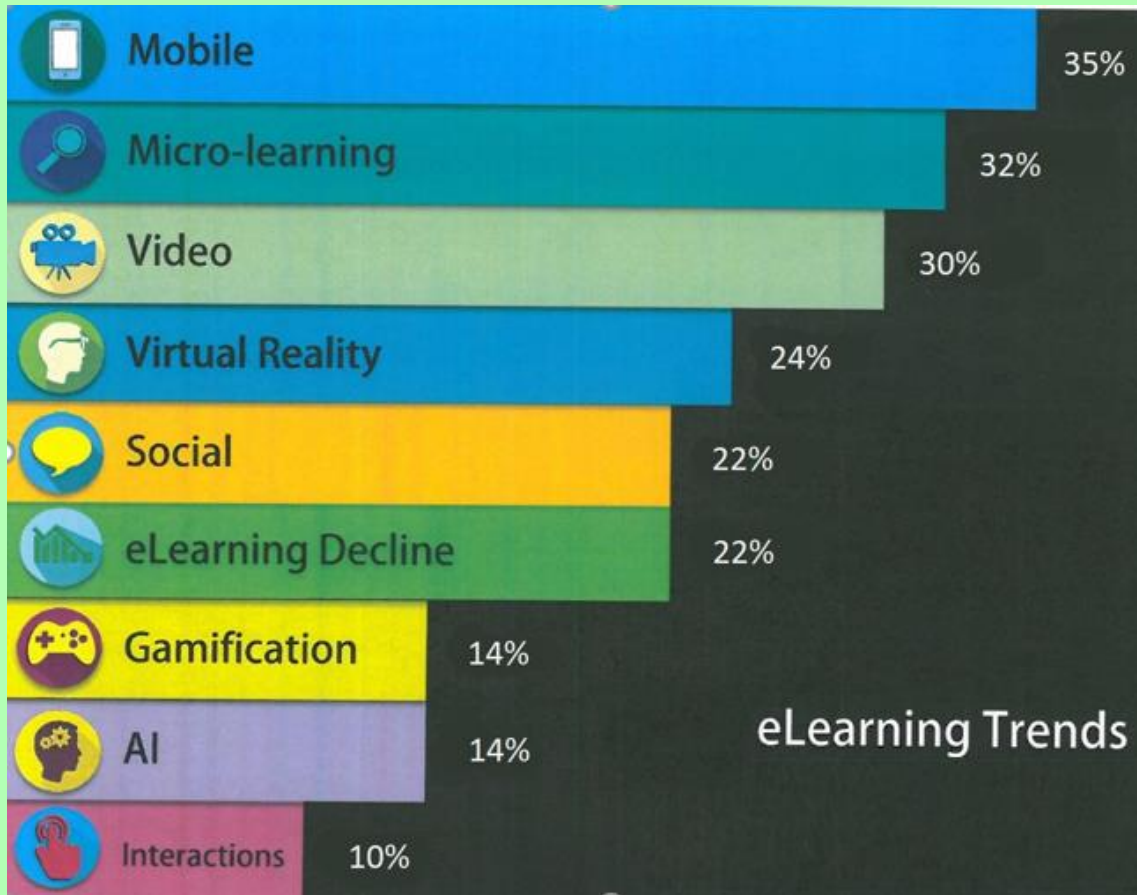 Mobile 35%
Micro-learning 32%
Video 30%
Virtual Reality 24%
Social 22%
eLearning Decline 22%
Gamification 14%
AI 14%
eLearning Trends
Interactions 10%